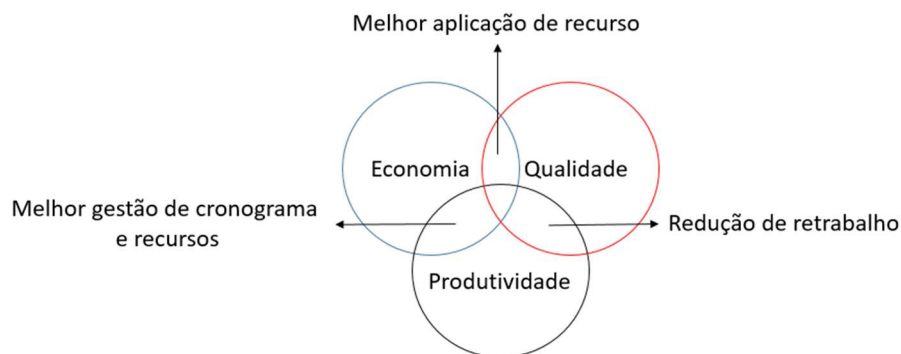 Melhor aplicação de recurso
Economia
Qualidade
Melhor gestão de cronograma
e recursos
Redução de retrabalho
Produtividade